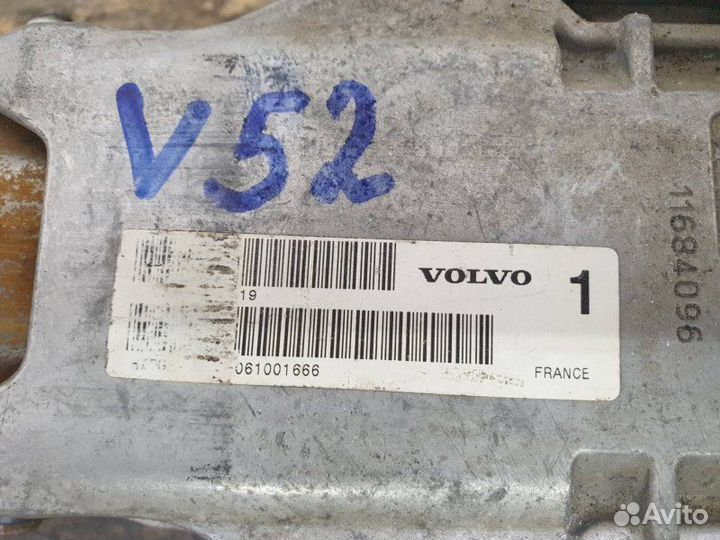 V52
VOLVO
1
19
061001666
FRANCE
11684096
Avito